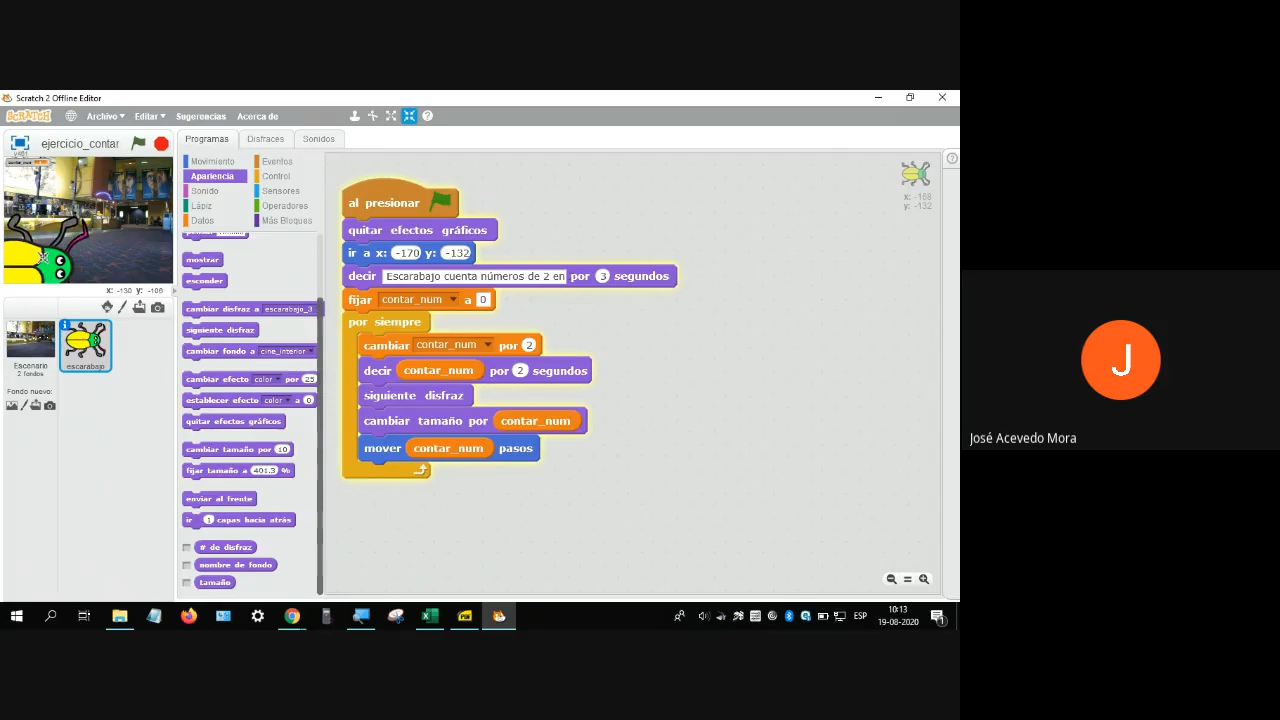 Scratch 2 Offline Editor
SCRATCH Archivo Editar Sugerencias Acerca de
v461
ejercicio_contar
x: -130 y: -108
Escenario
2 fondos
escarabajo
Fondo nuevo:
Programas Disfraces Sonidos
Movimiento Eventos
Apariencia Control
Sonido Sensores
Lápiz Operadores
Datos Más Bloques
mostrar
esconder
cambiar disfraz a escarabajo_3
siguiente disfraz
cambiar fondo a cine_interior
cambiar efecto color por 25
establecer efecto color a 0
quitar efectos gráficos
cambiar tamaño por 10
fijar tamaño a 401.3 %
enviar al frente
ir 1 capas hacia atrás
# de disfraz
nombre de fondo
tamaño
al presionar
quitar efectos gráficos
ir a x: -170 y: -132
decir Escarabajo cuenta números de 2 en por 3 segundos
fijar contar_num a 0
por siempre
cambiar contar_num por 2
decir contar_num por 2 segundos
siguiente disfraz
cambiar tamaño por contar_num
mover contar_num pasos
x: -168
y: -132
ESP
10:13
19-08-2020
1
J
José Acevedo Mora